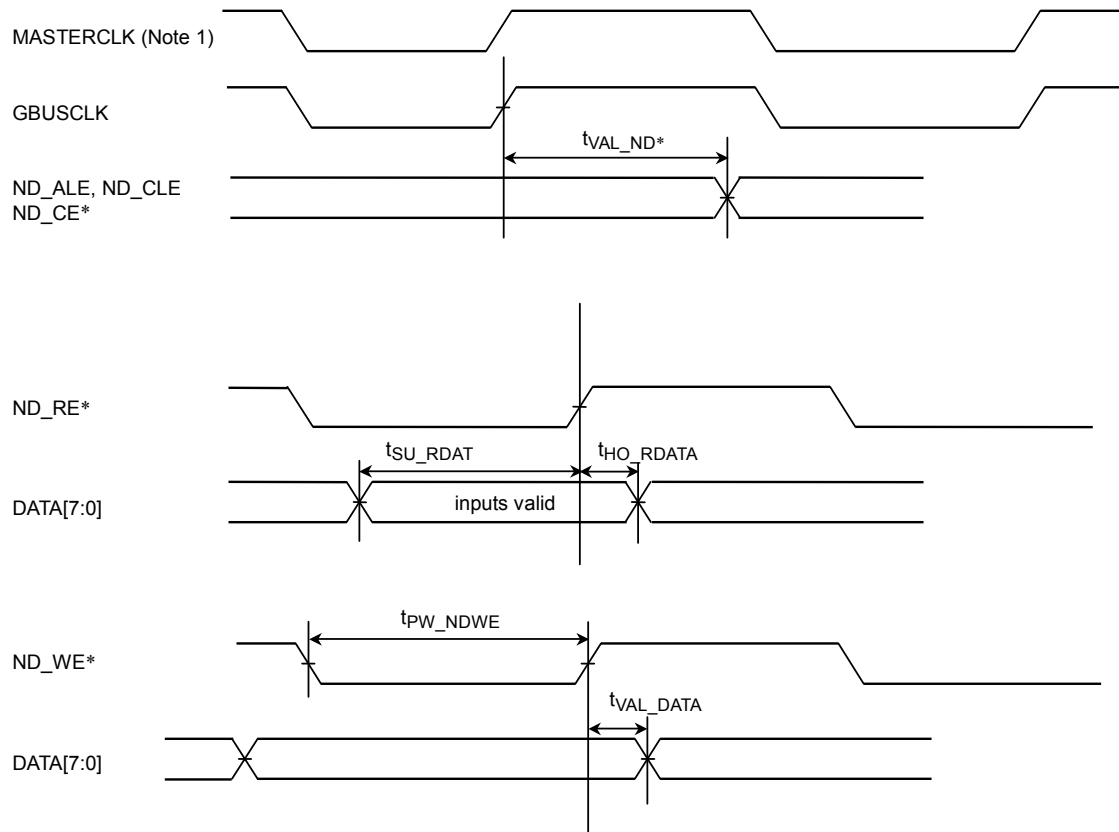 MASTERCLK (Note 1)
GBUSCLK
tVAL_ND*
ND_ALE, ND_CLE
ND_CE*
ND_RE*
tSU_RDAT
tHO_RDATA
DATA[7:0]
inputs valid
tPW_NDWE
ND_WE*
tVAL_DATA
DATA[7:0]